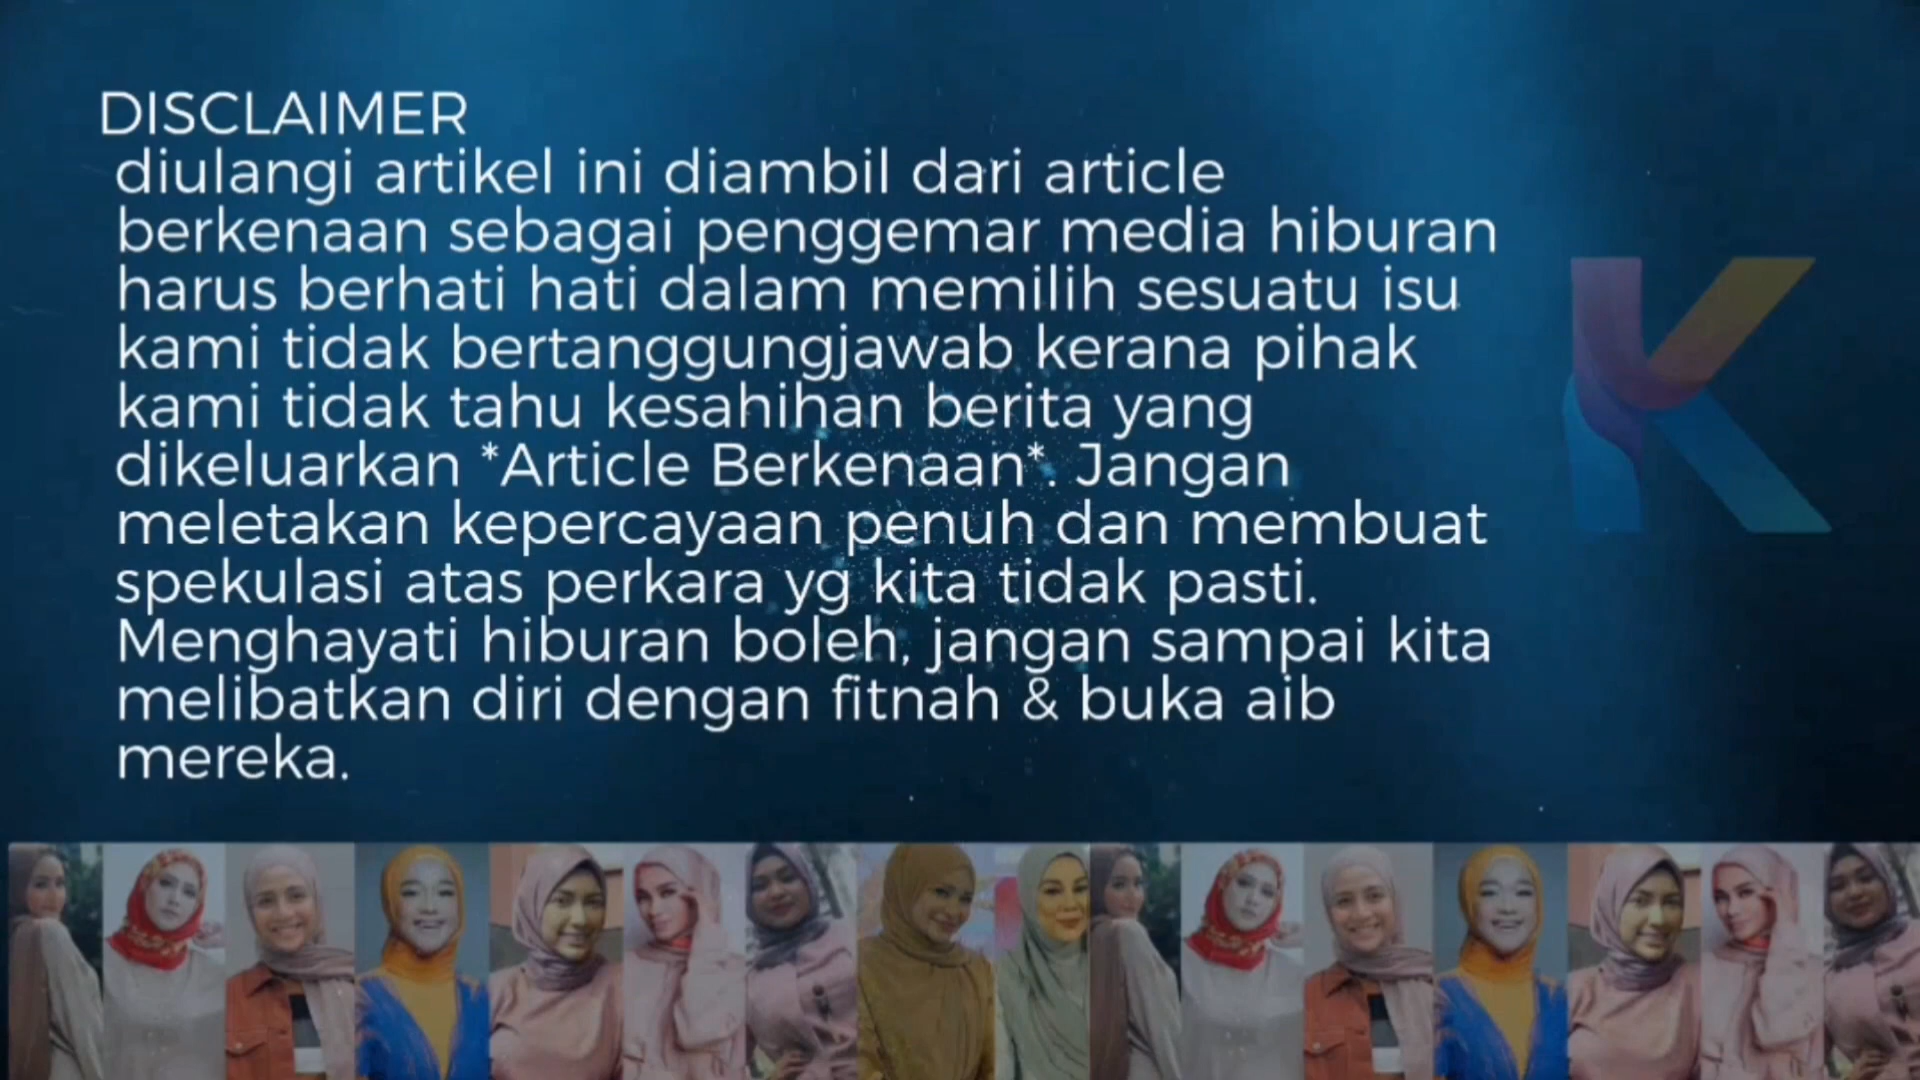 DISCLAIMER
diulangi artikel ini diambil dari article
berkenaan sebagai penggemar media hiburan
harus berhati hati dalam memilih sesuatu isu
kami tidak bertanggungjawab kerana pihak
kami tidak tahu kesahihan berita yang
dikeluarkan *Article Berkenaan*. Jangan
meletakan kepercayaan penuh dan membuat
spekulasi atas perkara yg kita tidak pasti.
Menghayati hiburan boleh, jangan sampai kita
melibatkan diri dengan fitnah & buka aib
mereka.
K